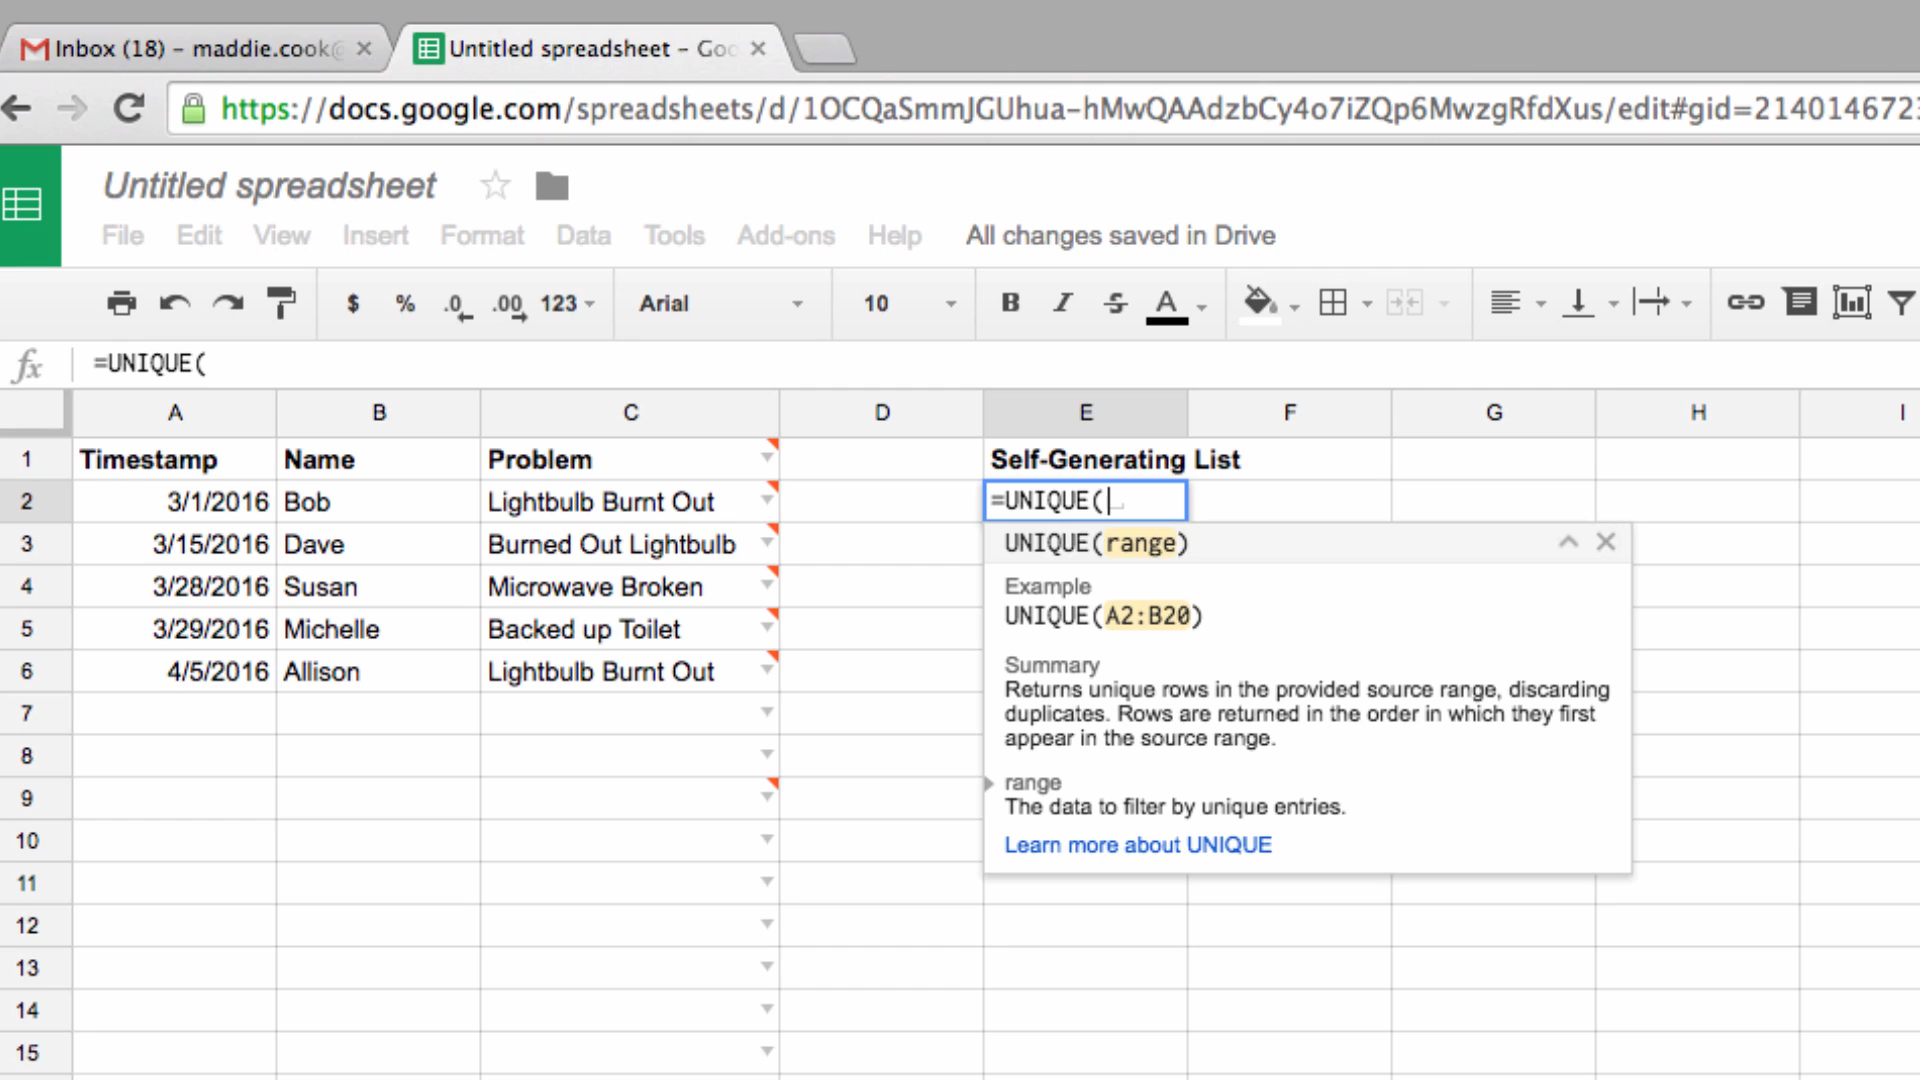 Inbox (18) – maddie.cook@
Untitled spreadsheet – Goo
https://docs.google.com/spreadsheets/d/1OCQaSmmJGUhua-hMwQAAdzbCy4o7iZQp6MwzgRfdXus/edit#gid=214014672
Untitled spreadsheet
File Edit View Insert Format Data Tools Add-ons Help All changes saved in Drive
$ % .0 .00 123 Arial 10 B I S A
fx =UNIQUE(
A B C D E F G H I
1 Timestamp Name Problem Self-Generating List
2 3/1/2016 Bob Lightbulb Burnt Out =UNIQUE(
3 3/15/2016 Dave Burned Out Lightbulb UNIQUE(range)
4 3/28/2016 Susan Microwave Broken Example
UNIQUE(A2:B20)
5 3/29/2016 Michelle Backed up Toilet
6 4/5/2016 Allison Lightbulb Burnt Out Summary
Returns unique rows in the provided source range, discarding
7 duplicates. Rows are returned in the order in which they first
appear in the source range.
8
range
9 The data to filter by unique entries.
10 Learn more about UNIQUE
11
12
13
14
15